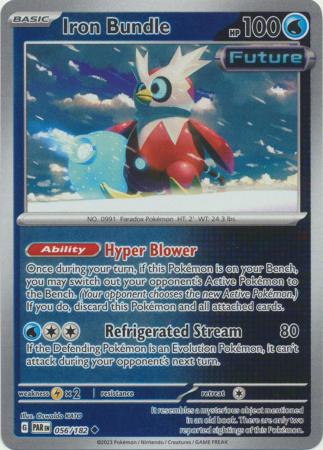 BASIC
Iron Bundle
HP 100
Future
NO. 0991 Paradox Pokémon HT: 2' WT: 24.3 lbs.
Ability Hyper Blower
Once during your turn, if this Pokémon is on your Bench,
you may switch out your opponent's Active Pokémon to
the Bench. (Your opponent chooses the new Active Pokémon.)
If you do, discard this Pokémon and all attached cards.
Refrigerated Stream 80
If the Defending Pokémon is an Evolution Pokémon, it can't
attack during your opponent's next turn.
weakness ×2 resistance retreat
Illus. Oswaldo KATO
G PAR EN 056/182
It resembles a mysterious object mentioned
in an old book. There are only two
reported sightings of this Pokémon.
©2023 Pokémon / Nintendo / Creatures / GAME FREAK